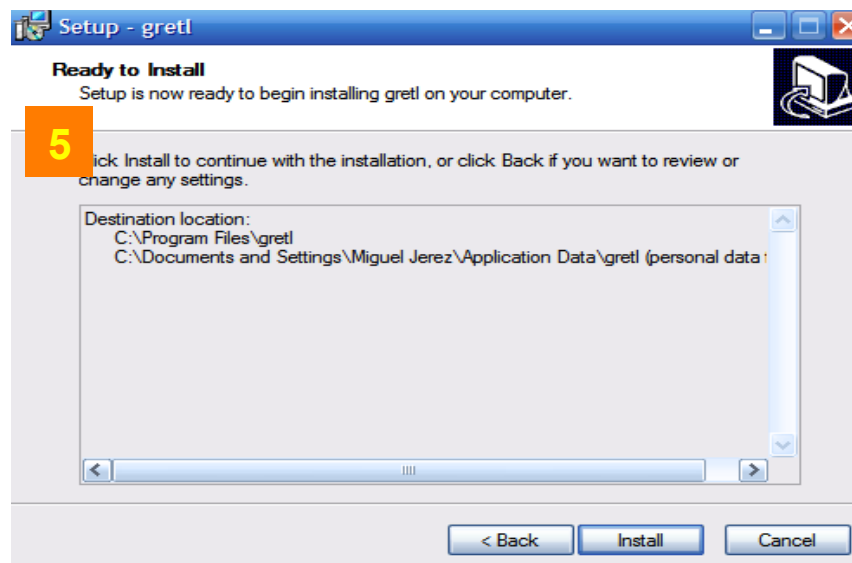 Setup - gretl
Ready to Install
Setup is now ready to begin installing gretl on your computer.
5
ick Install to continue with the installation, or click Back if you want to review or
change any settings.
Destination location:
C:\Program Files\gretl
C:\Documents and Settings\Miguel Jerez\Application Data\gretl (personal data
< Back
Install
Cancel